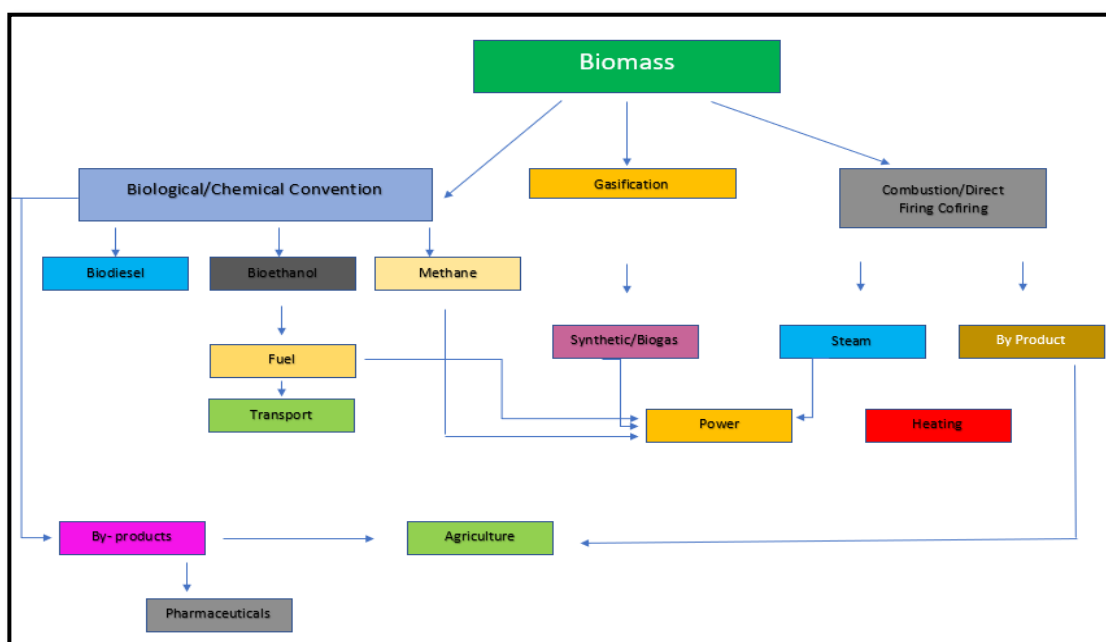 Biomass
Biological/Chemical Convention
Gasification
Combustion/Direct
Firing Cofiring
Biodiesel
Bioethanol
Methane
Synthetic/Biogas
Steam
By Product
Fuel
Transport
Power
Heating
By- products
Agriculture
Pharmaceuticals